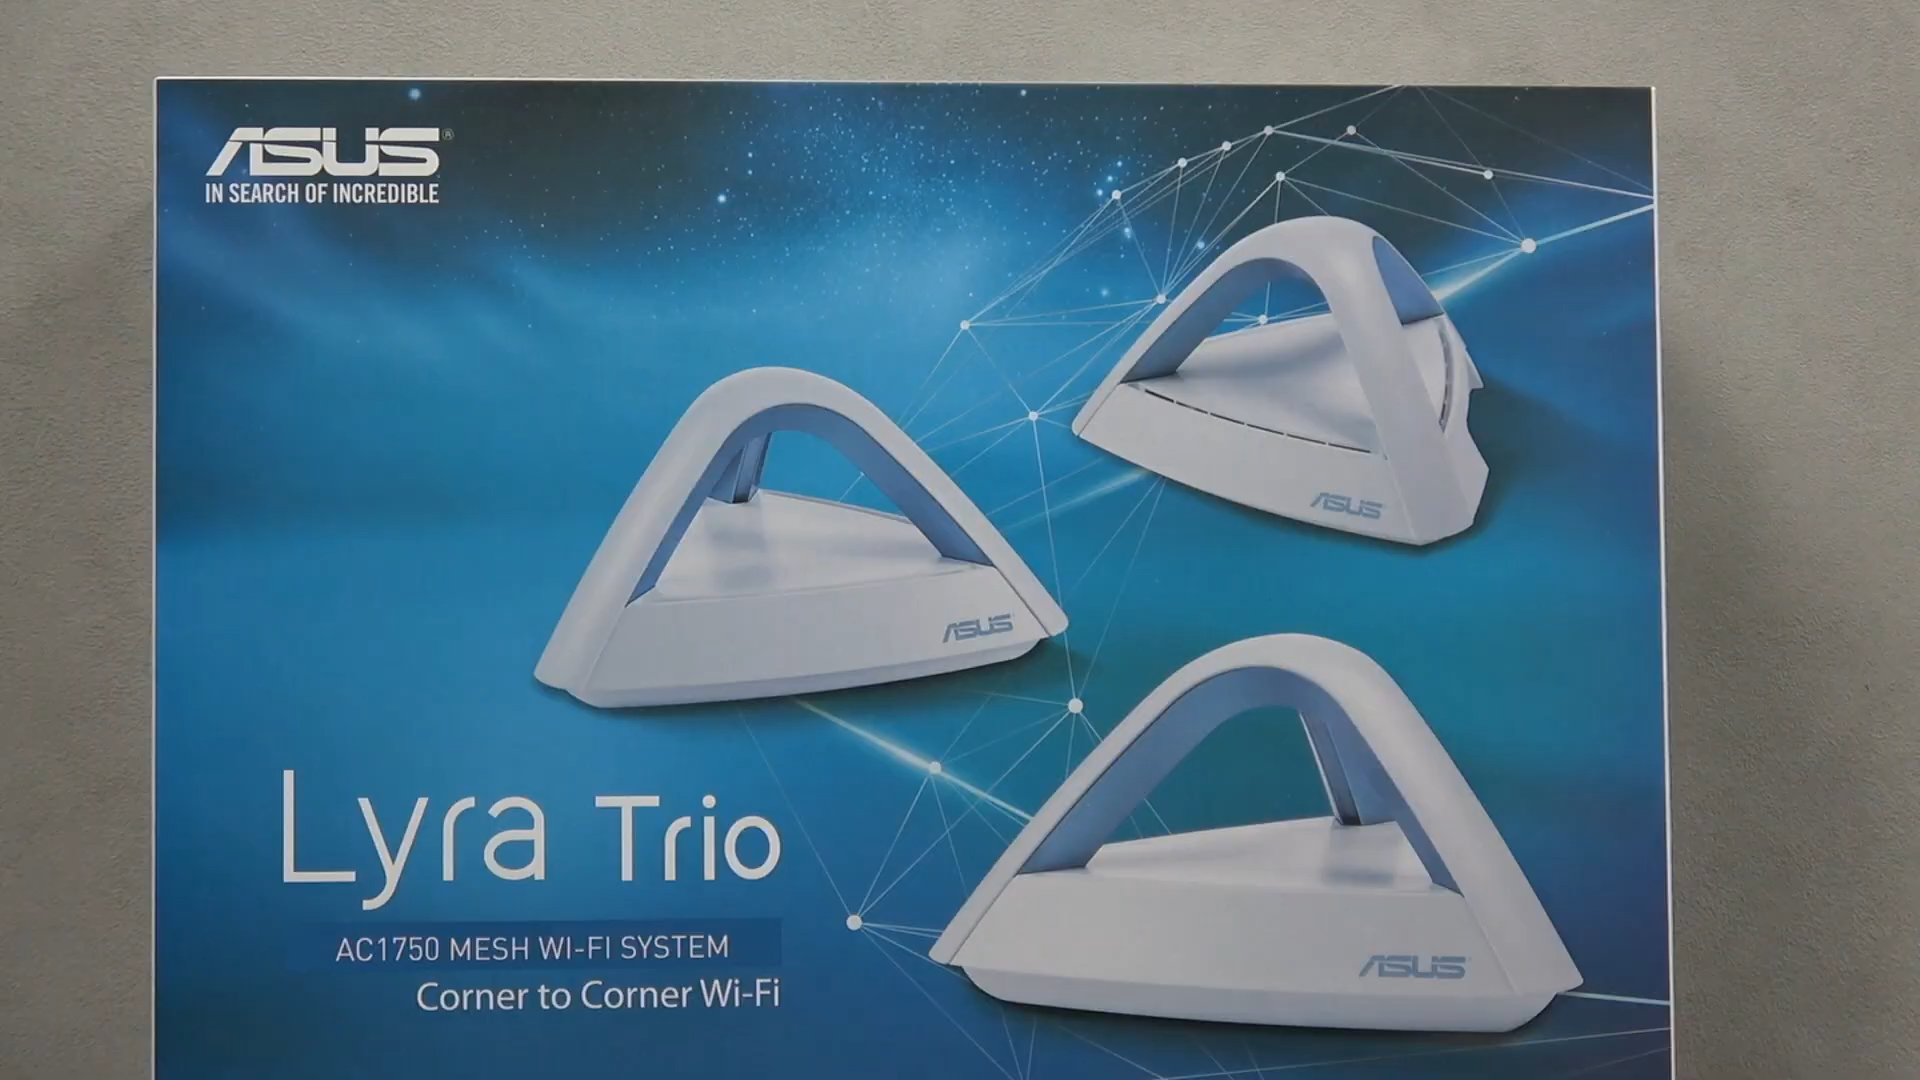 ASUS®
IN SEARCH OF INCREDIBLE
ASUS
ASUS
Lyra Trio
AC1750 MESH WI-FI SYSTEM
Corner to Corner Wi-Fi
ASUS